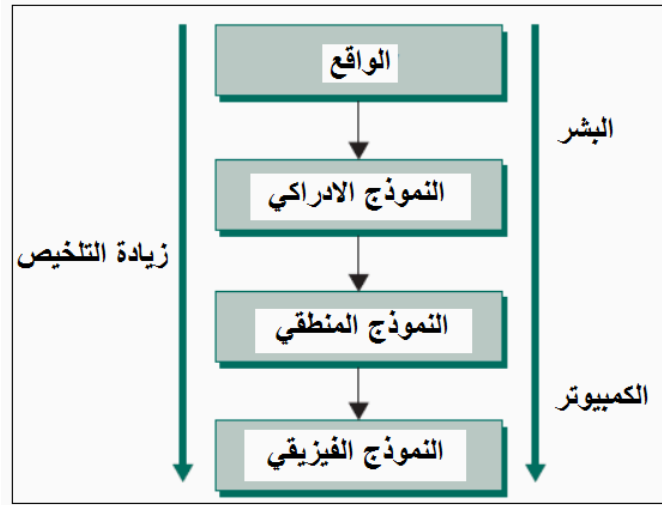 الواقع
البشر
النموذج الادراكي
زيادة التلخيص
النموذج المنطقي
الكمبيوتر
النموذج الفيزيقي